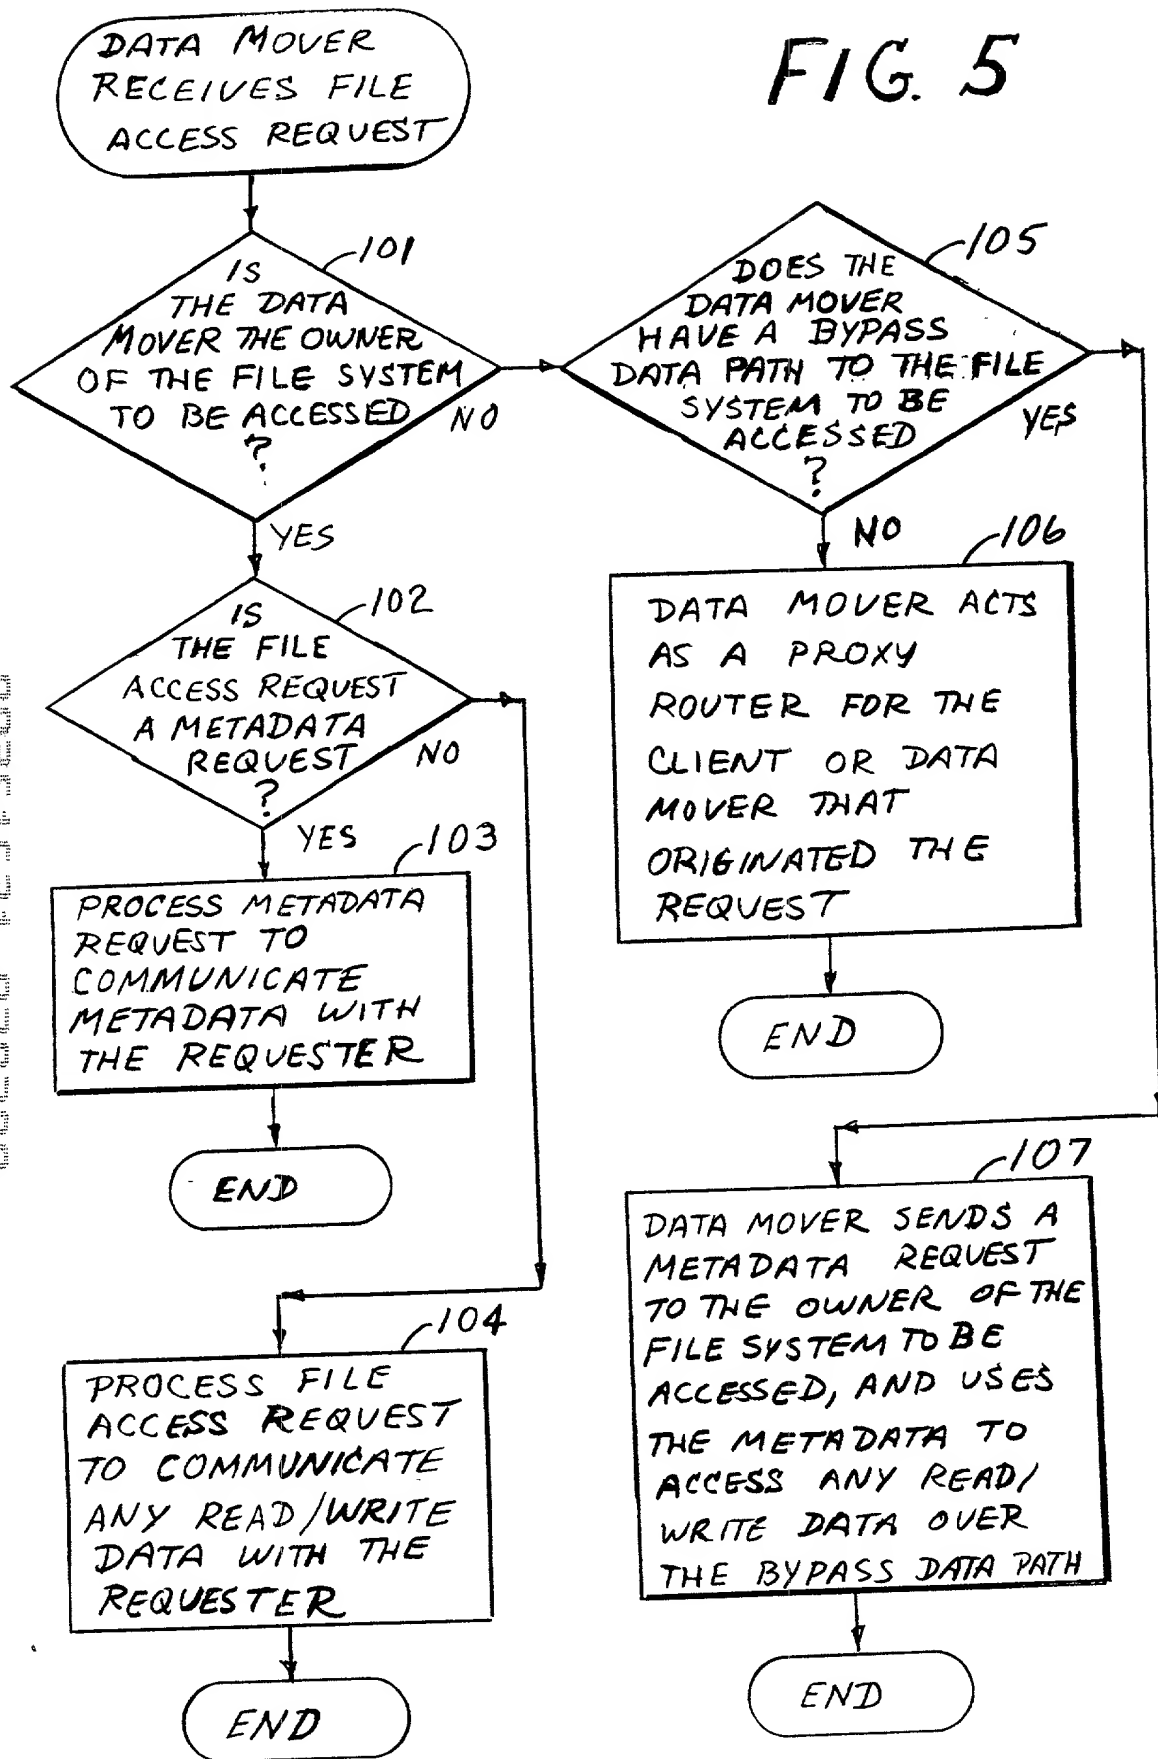 FIG. 5
DATA MOVER
RECEIVES FILE
ACCESS REQUEST
101
IS
THE DATA
MOVER THE OWNER
OF THE FILE SYSTEM
TO BE ACCESSED
?
NO
YES
102
IS
THE FILE
ACCESS REQUEST
A METADATA
REQUEST
?
NO
YES
103
PROCESS METADATA
REQUEST TO
COMMUNICATE
METADATA WITH
THE REQUESTER
END
104
PROCESS FILE
ACCESS REQUEST
TO COMMUNICATE
ANY READ/WRITE
DATA WITH THE
REQUESTER
END
105
DOES THE
DATA MOVER
HAVE A BYPASS
DATA PATH TO THE FILE
SYSTEM TO BE
ACCESSED
?
YES
NO
106
DATA MOVER ACTS
AS A PROXY
ROUTER FOR THE
CLIENT OR DATA
MOVER THAT
ORIGINATED THE
REQUEST
END
107
DATA MOVER SENDS A
METADATA REQUEST
TO THE OWNER OF THE
FILE SYSTEM TO BE
ACCESSED, AND USES
THE METADATA TO
ACCESS ANY READ/
WRITE DATA OVER
THE BYPASS DATA PATH
END